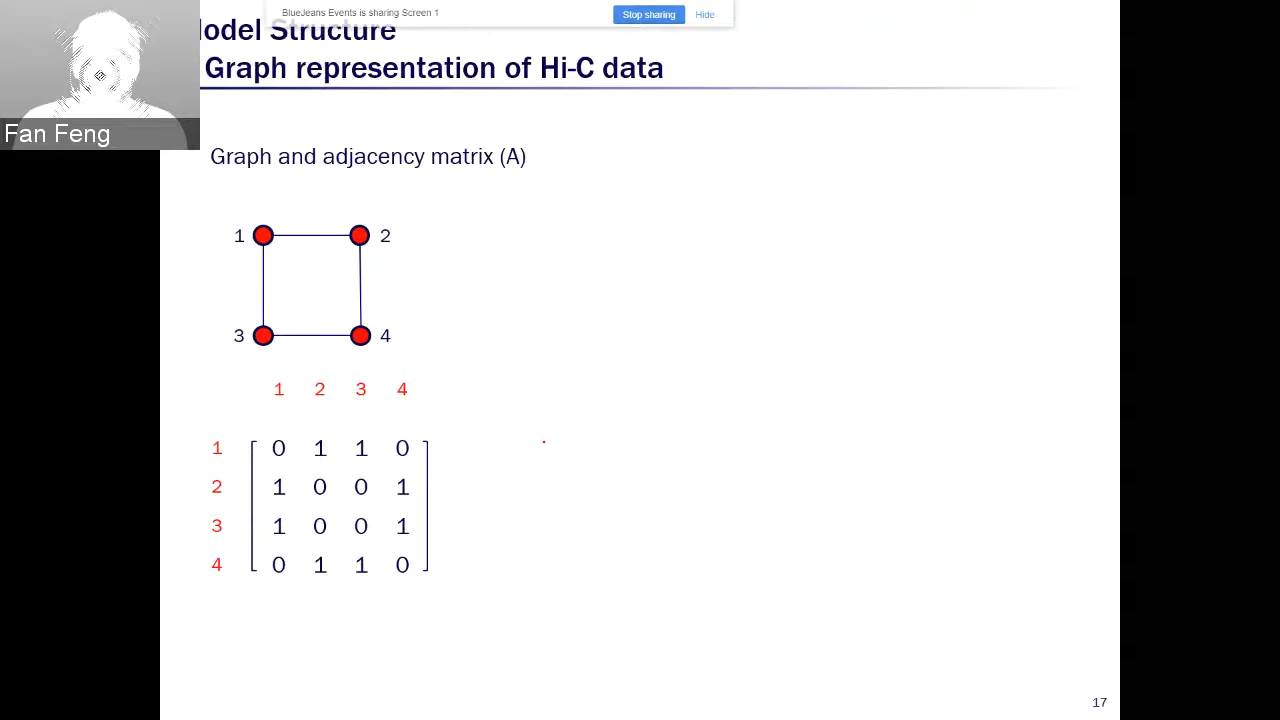 BlueJeans Events is sharing Screen 1
Stop sharing
Hide
odel Structure
Graph representation of Hi-C data
Fan Feng
Graph and adjacency matrix (A)
1 2
3 4
1 2 3 4
1 0 1 1 0
2 1 0 0 1
3 1 0 0 1
4 0 1 1 0
17